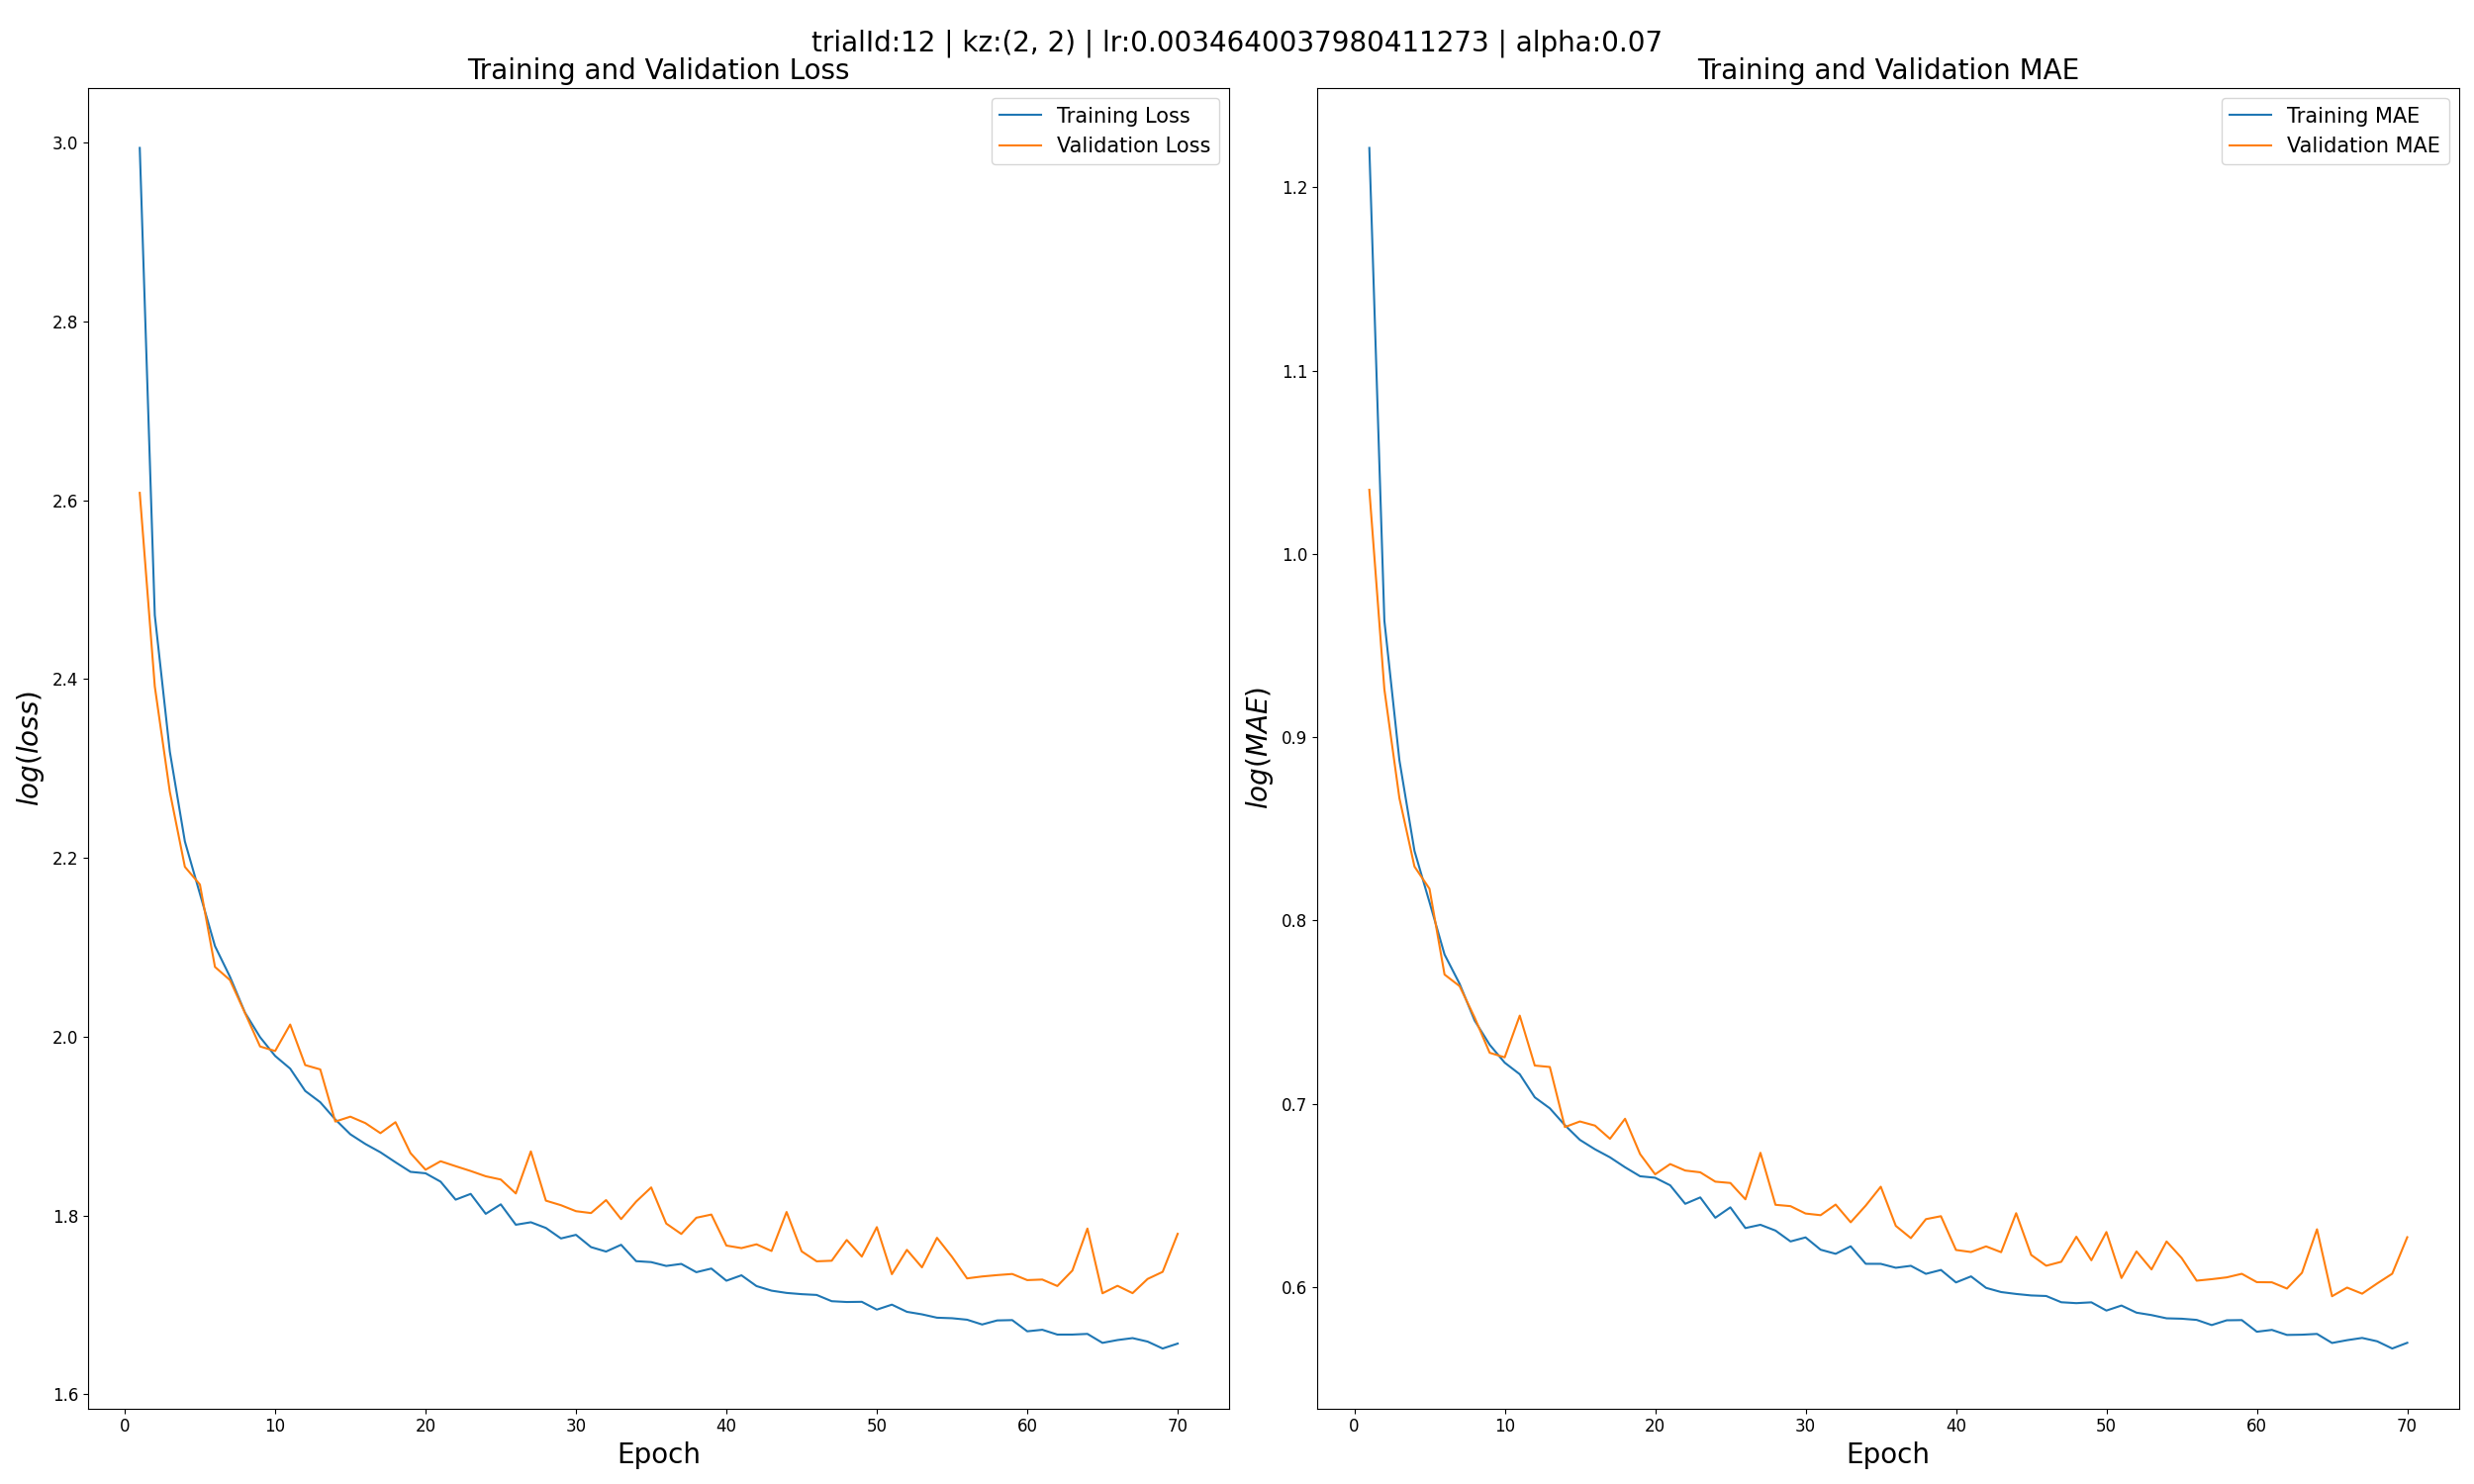 trialId:12 | kz:(2, 2) | lr:0.0034640037980411273 | alpha:0.07
Training and Validation Loss
Training Loss
Validation Loss
3.0
2.8
2.6
2.4
2.2
2.0
1.8
1.6
log(loss)
0 10 20 30 40 50 60 70
Epoch
Training and Validation MAE
Training MAE
Validation MAE
1.2
1.1
1.0
0.9
0.8
0.7
0.6
log(MAE)
0 10 20 30 40 50 60 70
Epoch